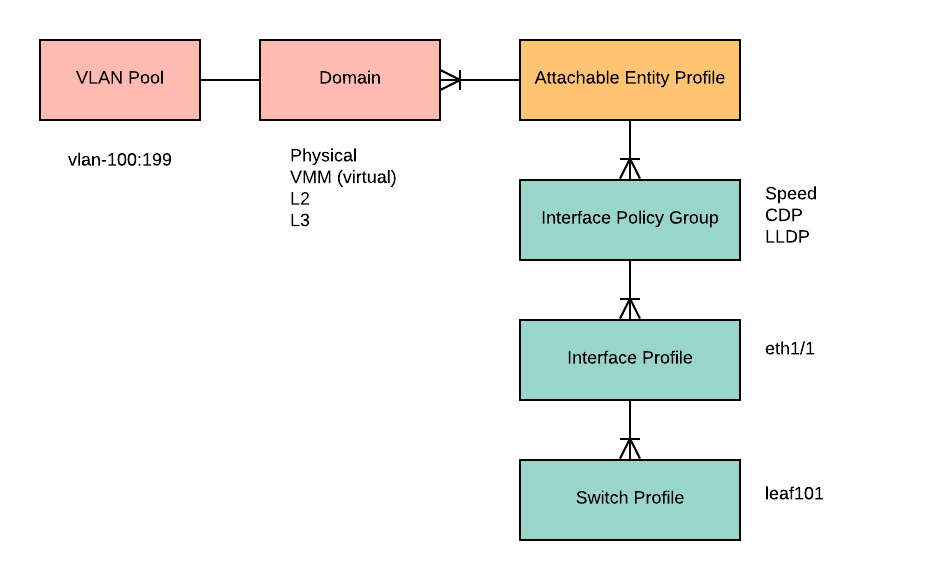 VLAN Pool
Domain
Attachable Entity Profile
vlan-100:199
Physical
VMM (virtual)
L2
L3
Interface Policy Group
Speed
CDP
LLDP
Interface Profile
eth1/1
Switch Profile
leaf101